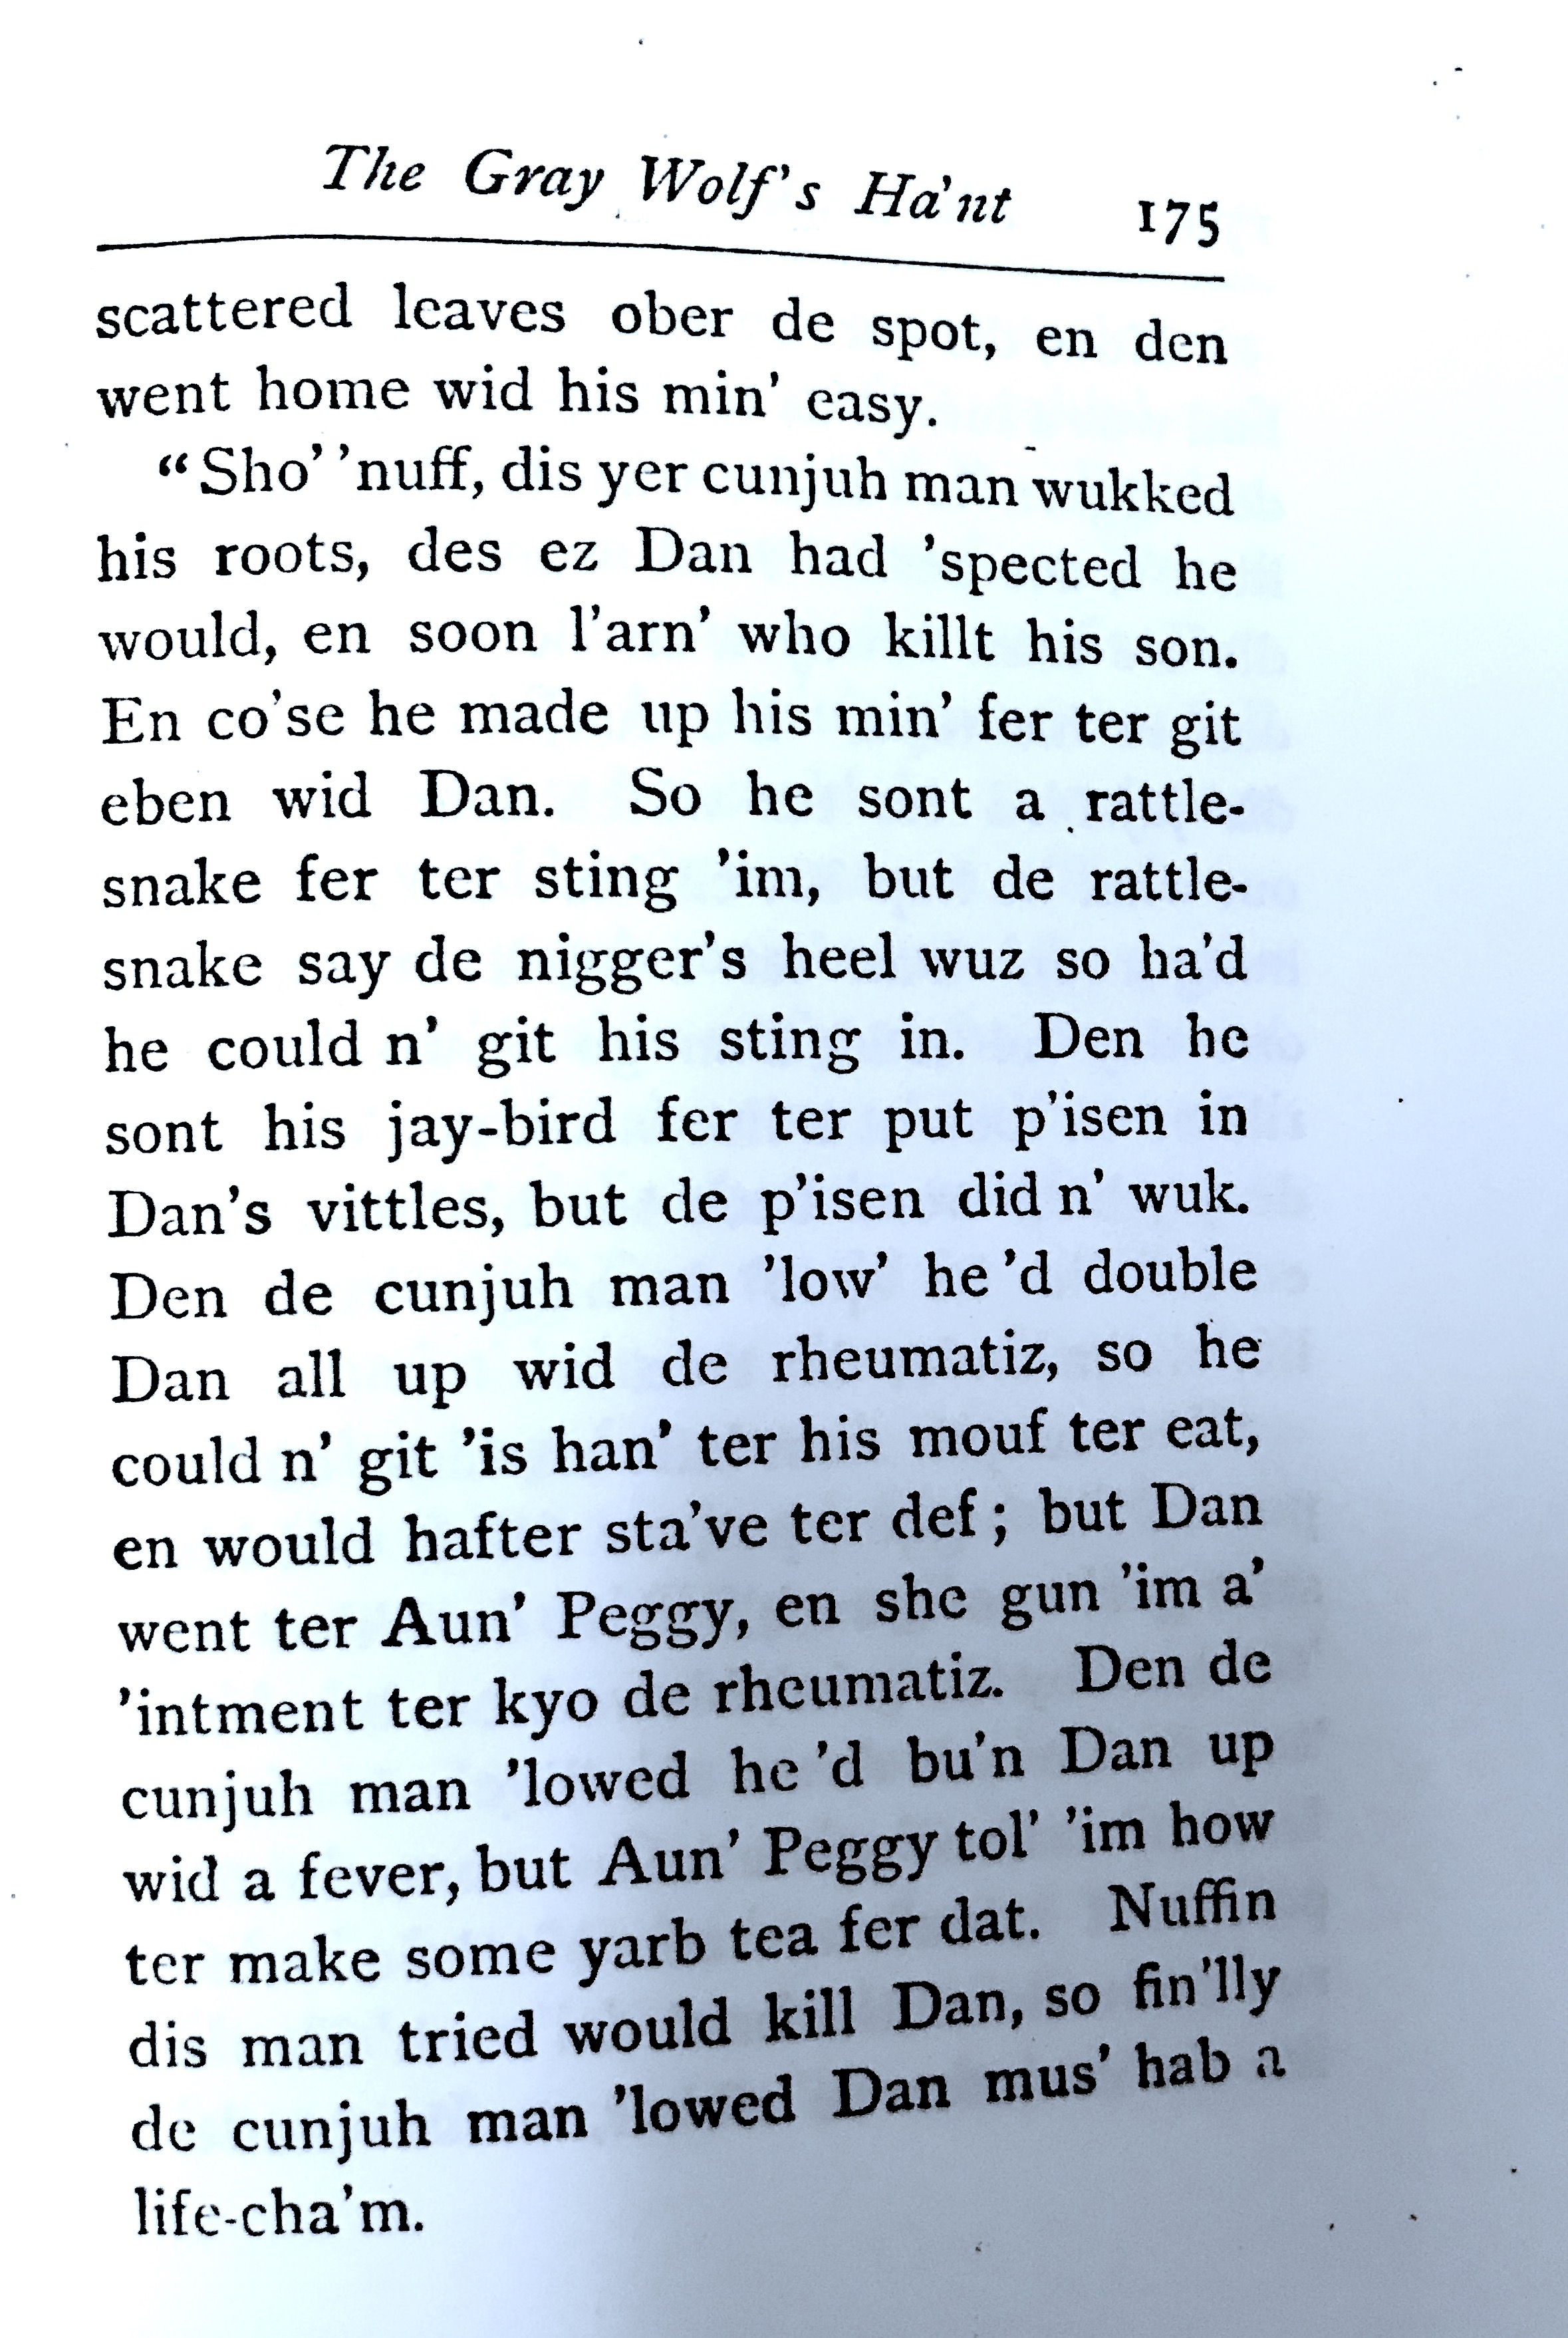 The Gray Wolf's Ha'nt 175
scattered leaves ober de spot, en den
went home wid his min' easy.
“Sho' 'nuff, dis yer cunjuh man wukked
his roots, des ez Dan had 'spected he
would, en soon l'arn' who killt his son.
En co'se he made up his min' fer ter git
eben wid Dan. So he sont a rattle-
snake fer ter sting 'im, but de rattle-
snake say de nigger's heel wuz so ha'd
he could n' git his sting in. Den he
sont his jay-bird fer ter put p'isen in
Dan's vittles, but de p'isen did n' wuk.
Den de cunjuh man 'low' he 'd double
Dan all up wid de rheumatiz, so he
could n' git 'is han' ter his mouf ter eat,
en would hafter sta've ter def; but Dan
went ter Aun' Peggy, en she gun 'im a'
'intment ter kyo de rheumatiz. Den de
cunjuh man 'lowed he 'd bu'n Dan up
wid a fever, but Aun' Peggy tol' 'im how
ter make some yarb tea fer dat. Nuffin
dis man tried would kill Dan, so fin'lly
de cunjuh man 'lowed Dan mus' hab a
life-cha'm.